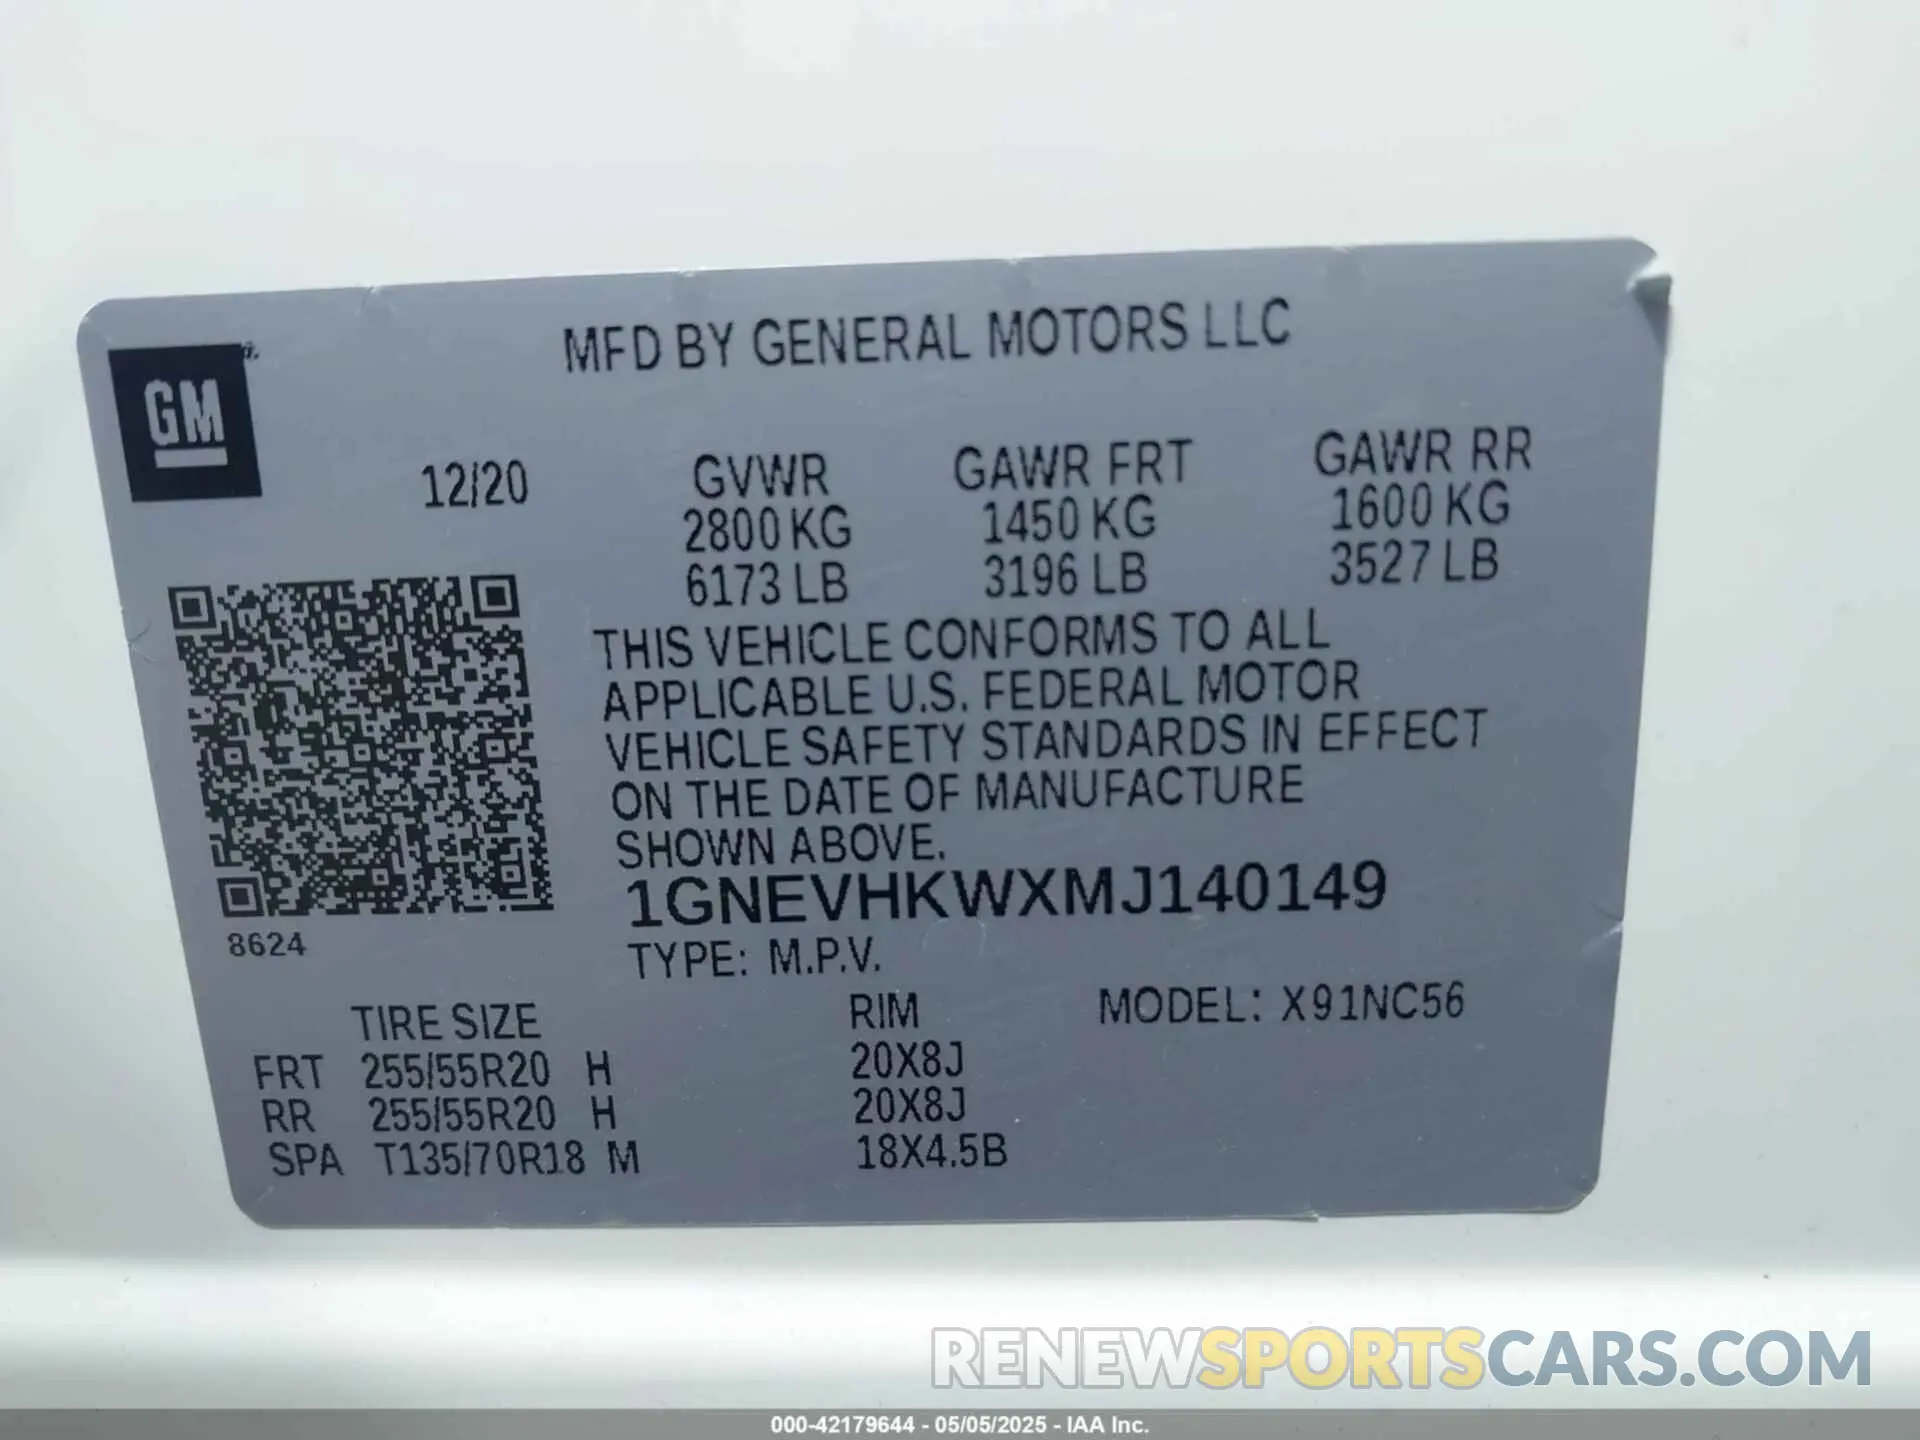 MFD BY GENERAL MOTORS LLC
GM
12/20
GVWR GAWR FRT GAWR RR
2800 KG 1450 KG 1600 KG
6173 LB 3196 LB 3527 LB
THIS VEHICLE CONFORMS TO ALL
APPLICABLE U.S. FEDERAL MOTOR
VEHICLE SAFETY STANDARDS IN EFFECT
ON THE DATE OF MANUFACTURE
SHOWN ABOVE.
1GNEVHKWXMJ140149
8624
TYPE: M.P.V.
TIRE SIZE RIM MODEL: X91NC56
FRT 255/55R20 H 20X8J
RR 255/55R20 H 20X8J
SPA T135/70R18 M 18X4.5B
RENEWSPORTSCARS.COM
000-42179644 - 05/05/2025 - IAA Inc.